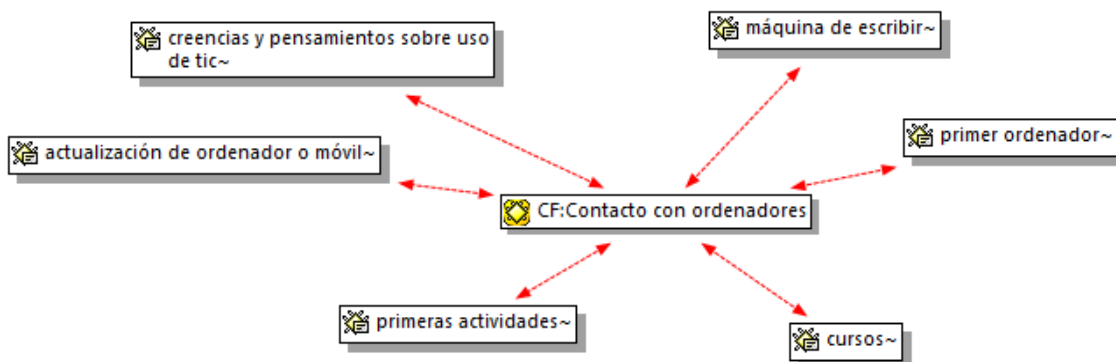 creencias y pensamientos sobre uso
de tic~
máquina de escribir~
actualización de ordenador o móvil~
primer ordenador~
CF:Contacto con ordenadores
primeras actividades~
cursos~